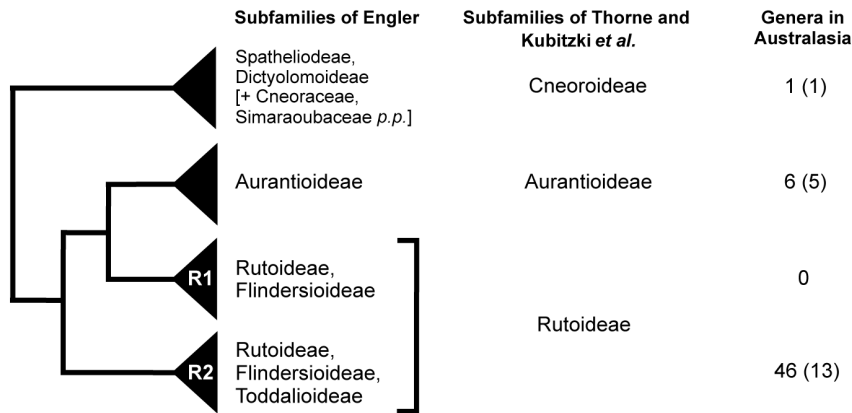 Subfamilies of Engler
Subfamilies of Thorne and
Kubitzki et al.
Genera in
Australasia
Spatheliodeae,
Dictyolomoideae
[+ Cneoraceae,
Simaraoubaceae p.p.]
Cneoroideae
1 (1)
Aurantioideae
Aurantioideae
6 (5)
R1
Rutoideae,
Flindersioideae
0
Rutoideae
R2
Rutoideae,
Flindersioideae,
Toddalioideae
46 (13)